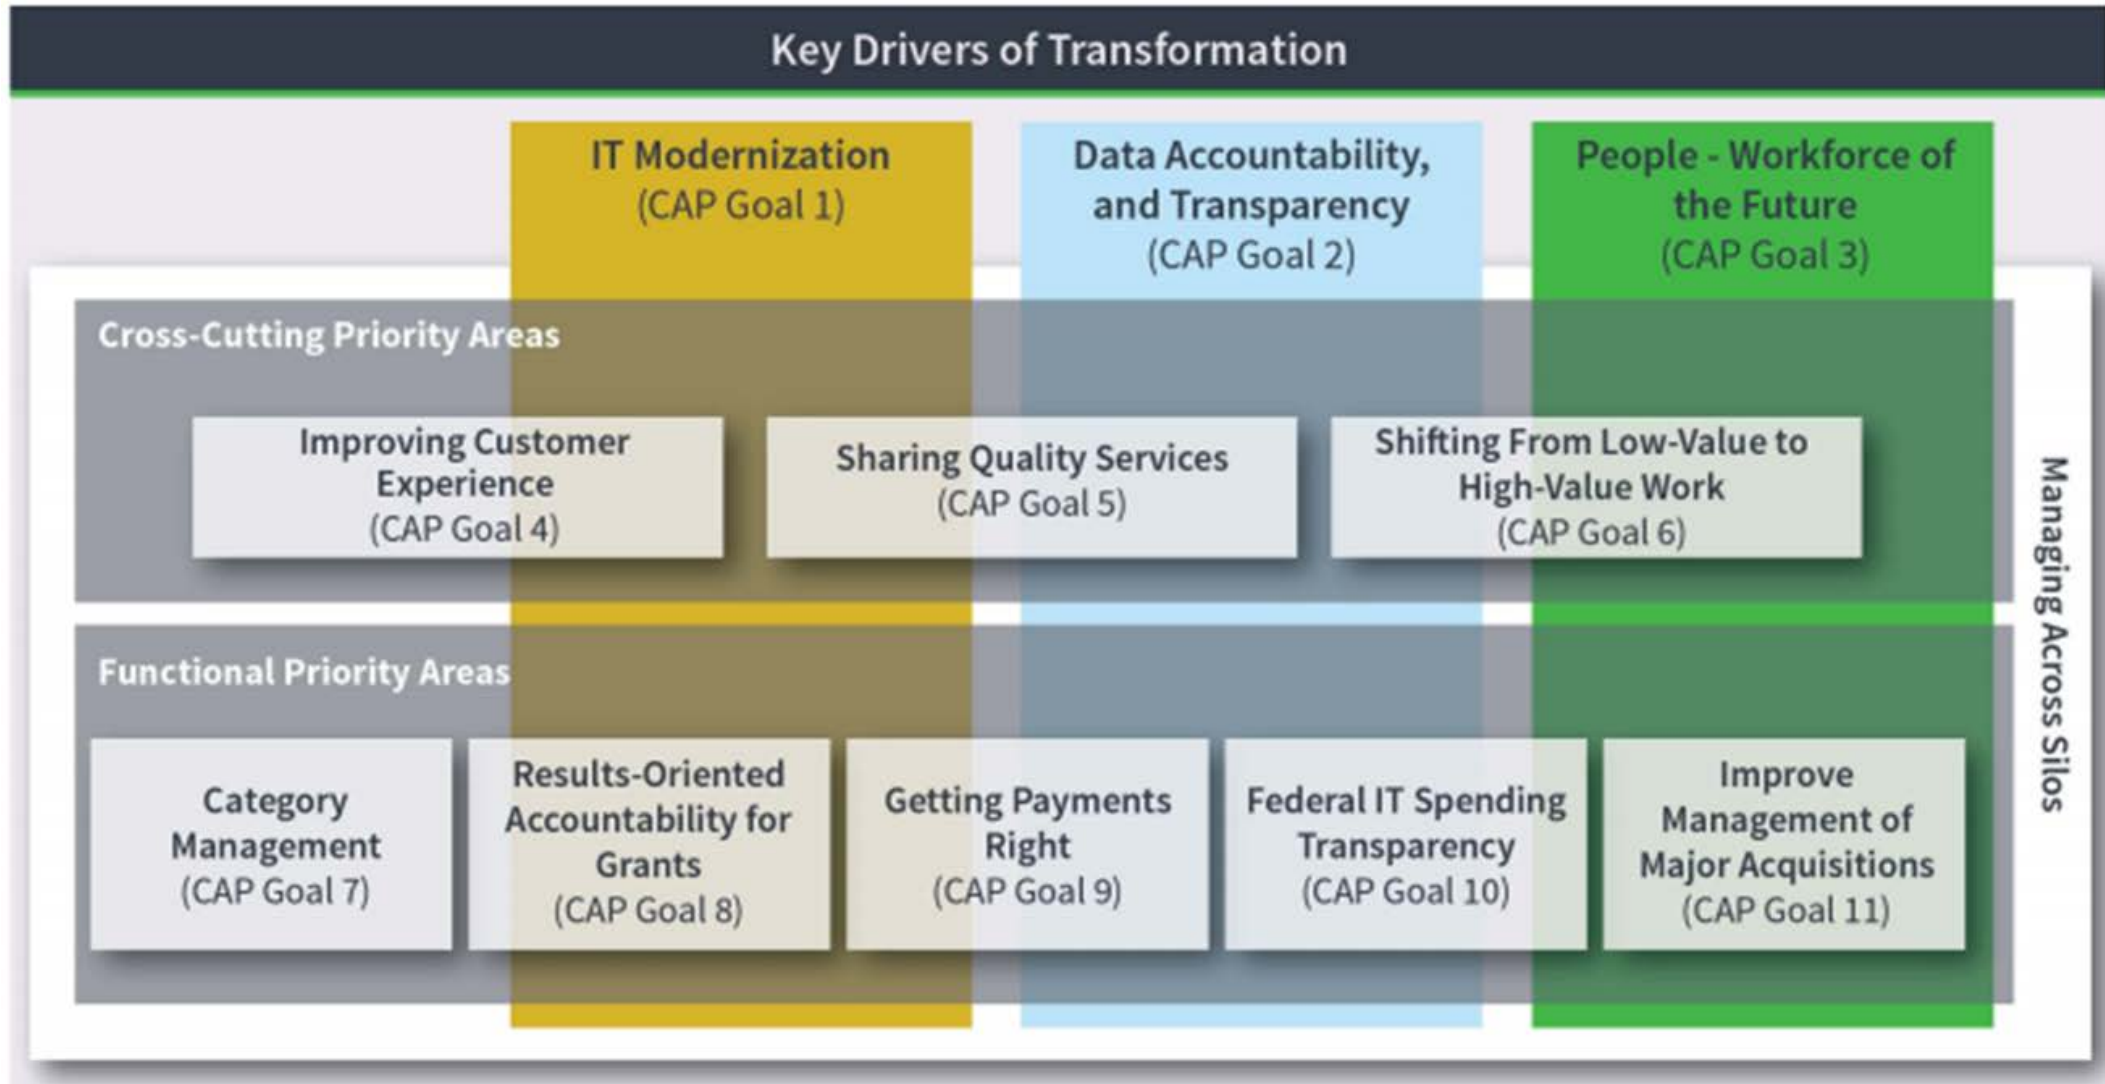 Key Drivers of Transformation
IT Modernization
(CAP Goal 1)
Data Accountability,
and Transparency
(CAP Goal 2)
People - Workforce of
the Future
(CAP Goal 3)
Cross-Cutting Priority Areas
Improving Customer
Experience
(CAP Goal 4)
Sharing Quality Services
(CAP Goal 5)
Shifting From Low-Value to
High-Value Work
(CAP Goal 6)
Functional Priority Areas
Category
Management
(CAP Goal 7)
Results-Oriented
Accountability for
Grants
(CAP Goal 8)
Getting Payments
Right
(CAP Goal 9)
Federal IT Spending
Transparency
(CAP Goal 10)
Improve
Management of
Major Acquisitions
(CAP Goal 11)
Managing Across Silos